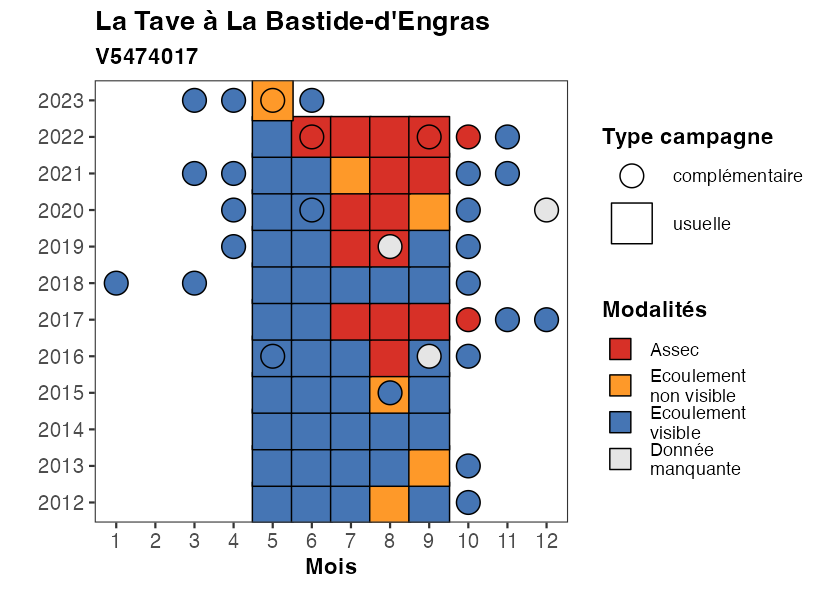 La Tave à La Bastide-d'Engras
V5474017
2023
2022
2021
2020
2019
2018
2017
2016
2015
2014
2013
2012
1 2 3 4 5 6 7 8 9 10 11 12
Mois
Type campagne
complémentaire
usuelle
Modalités
Assec
Ecoulement
non visible
Ecoulement
visible
Donnée
manquante